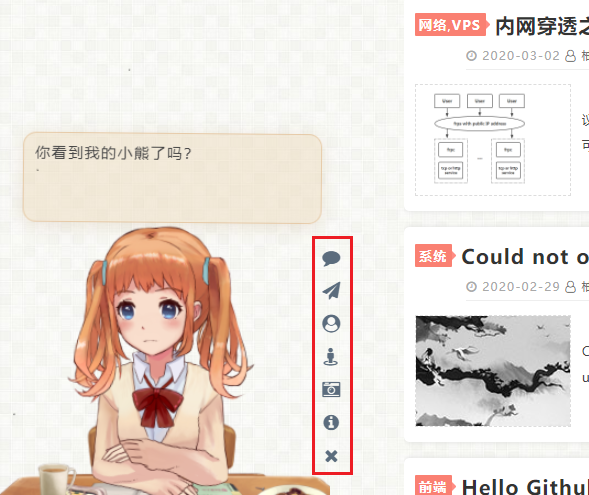 你看到我的小熊了吗?
网络,VPS 内网穿透之
2020-03-02
User User User
frps with public IP address
frpc frpc
...
tcp or http service tcp or http service
系统 Could not o
2020-02-29
前端 Hello Githu